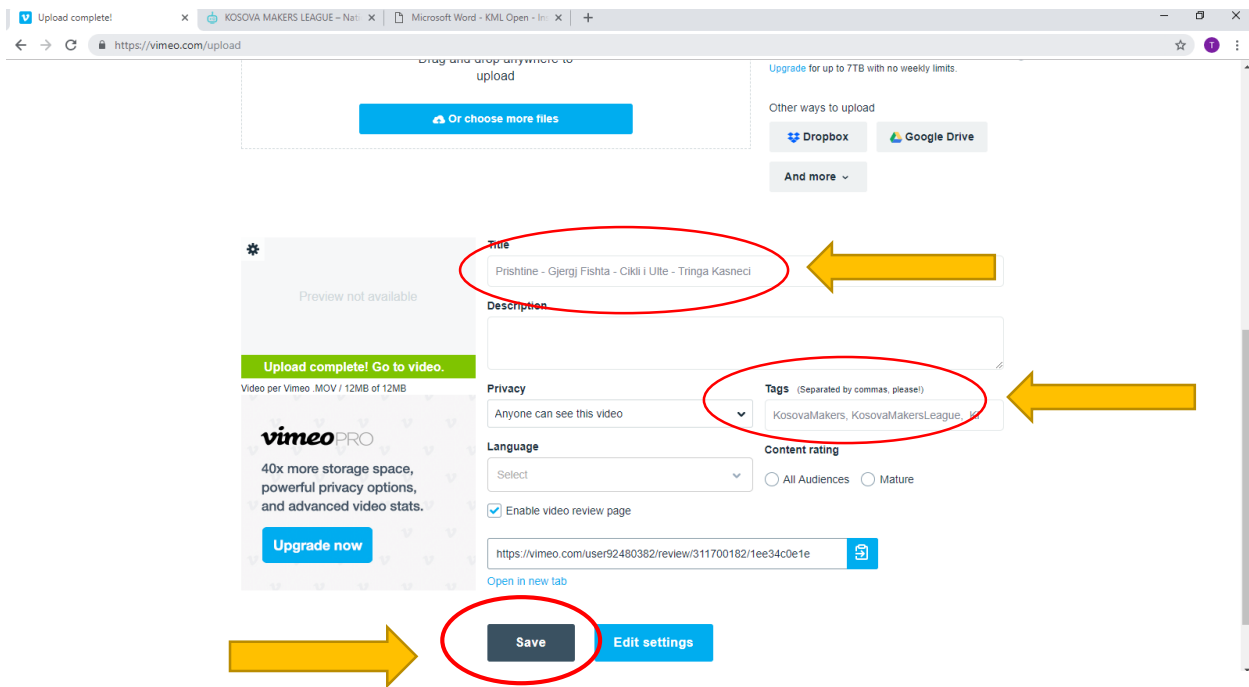 Upload complete!
KOSOVA MAKERS LEAGUE – Nat
Microsoft Word - KML Open - In
https://vimeo.com/upload
T
Drag and drop anywhere to
upload
Or choose more files
Upgrade for up to 7TB with no weekly limits.
Other ways to upload
Dropbox
Google Drive
And more
Title
Prishtine - Gjergj Fishta - Cikli i Ulte - Tringa Kasneci
Preview not available
Description
Upload complete! Go to video.
Video per Vimeo .MOV / 12MB of 12MB
Privacy
Anyone can see this video
Tags (Separated by commas, please!)
KosovaMakers, KosovaMakersLeague,
vimeoPRO
40x more storage space,
powerful privacy options,
and advanced video stats.
Upgrade now
Language
Select
Content rating
All Audiences
Mature
Enable video review page
https://vimeo.com/user92480382/review/311700182/1ee34c0e1e
Open in new tab
Save
Edit settings